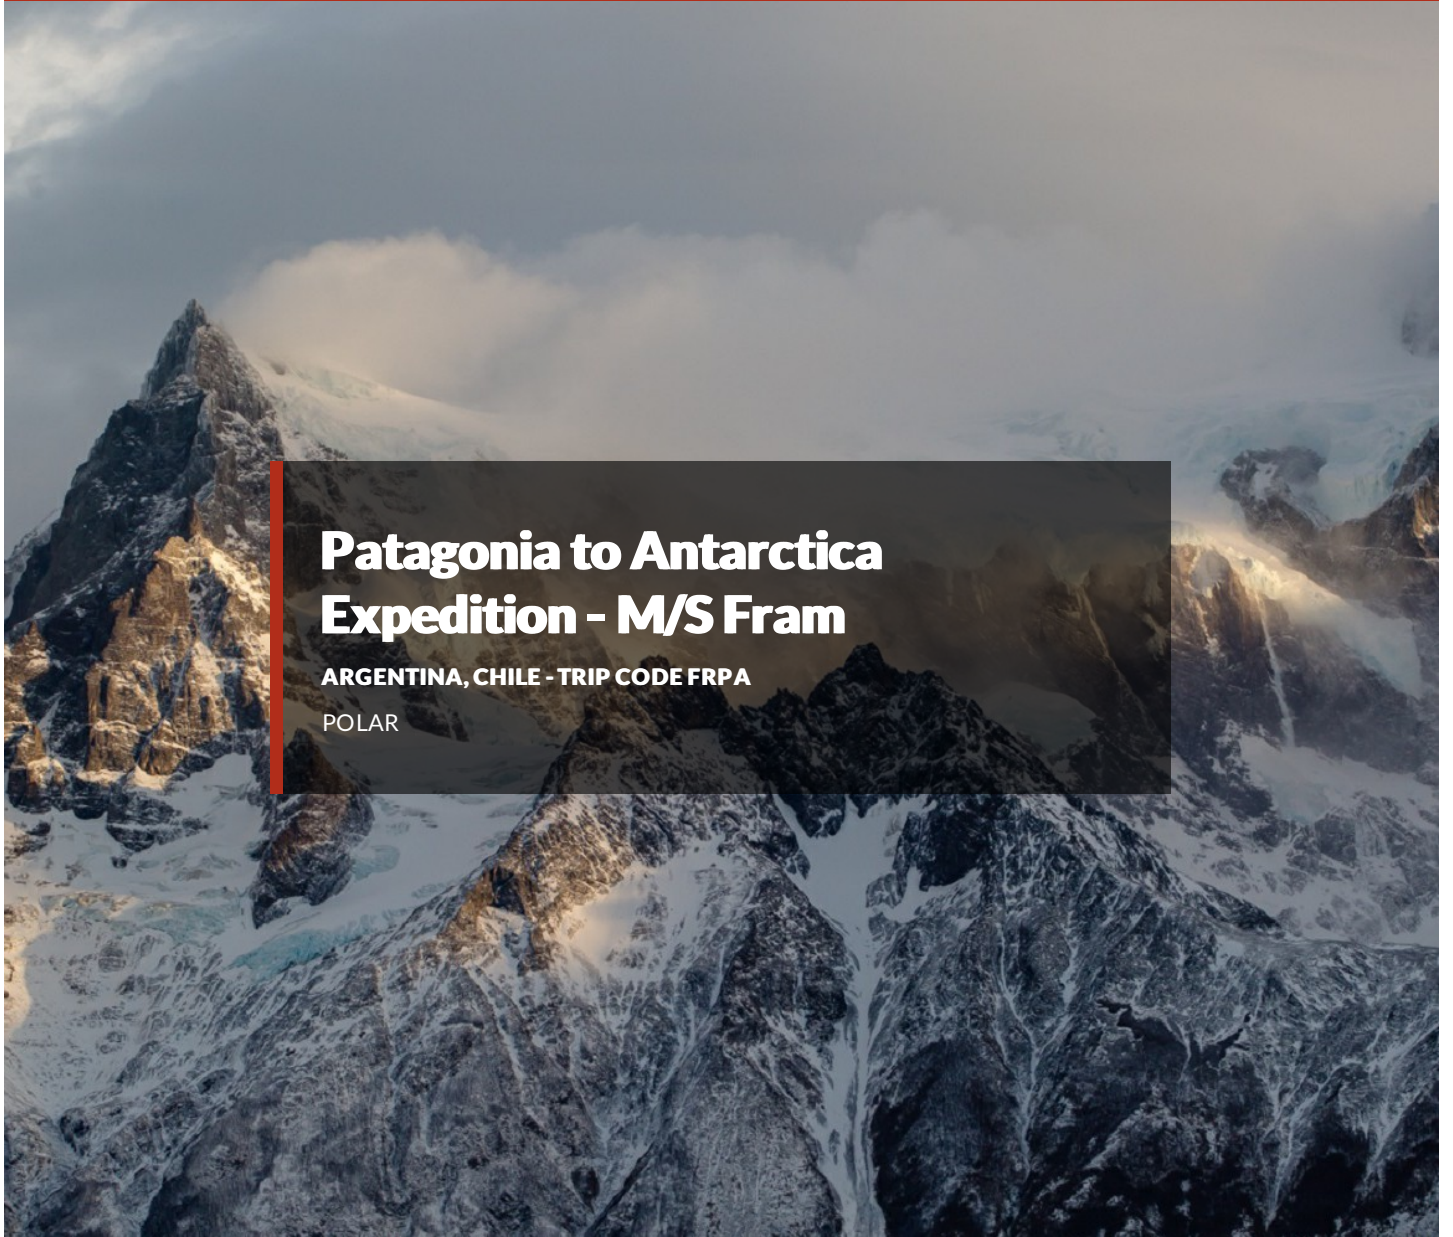 Patagonia to Antarctica
Expedition - M/S Fram
ARGENTINA, CHILE - TRIP CODE FRPA
POLAR